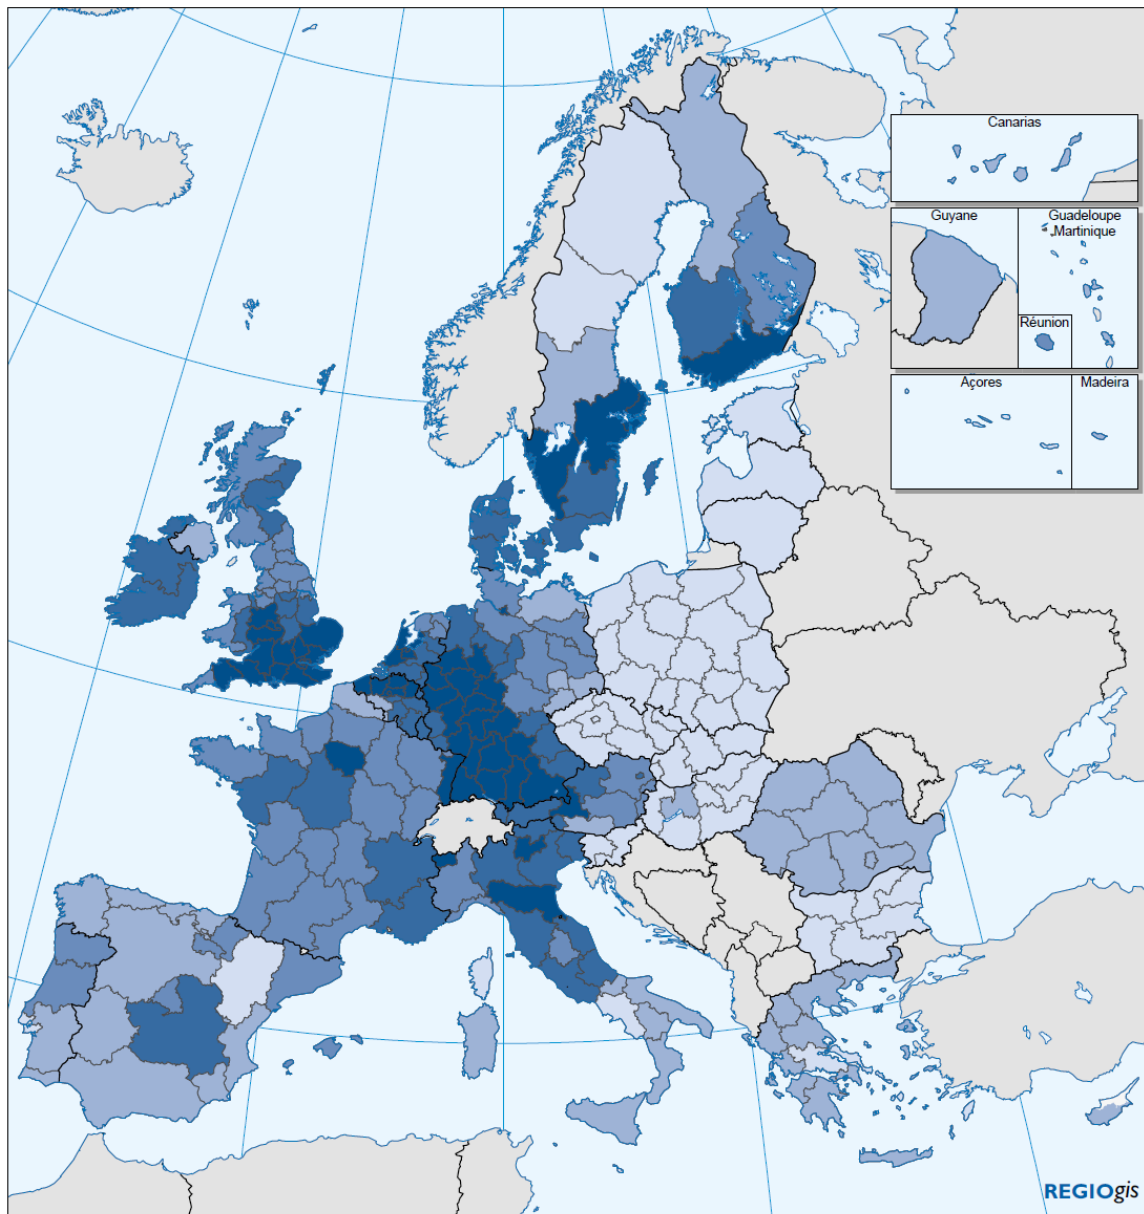 Canarias
Guyane
Guadeloupe
Martinique
Réunion
Açores
Madeira
REGIOgis